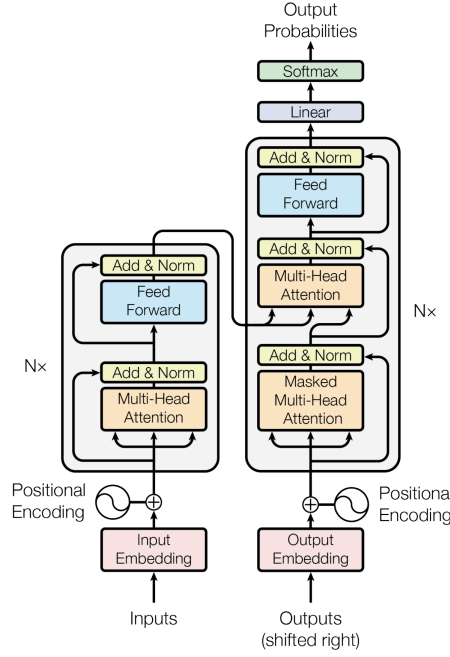 Output
Probabilities
Softmax
Linear
Add & Norm
Feed
Forward
Add & Norm
Multi-Head
Attention
Add & Norm
Masked
Multi-Head
Attention
N×
Add & Norm
Feed
Forward
N×
Add & Norm
Multi-Head
Attention
Positional
Encoding
Positiona
Encoding
Input
Embedding
Output
Embedding
Inputs
Outputs
(shifted right)